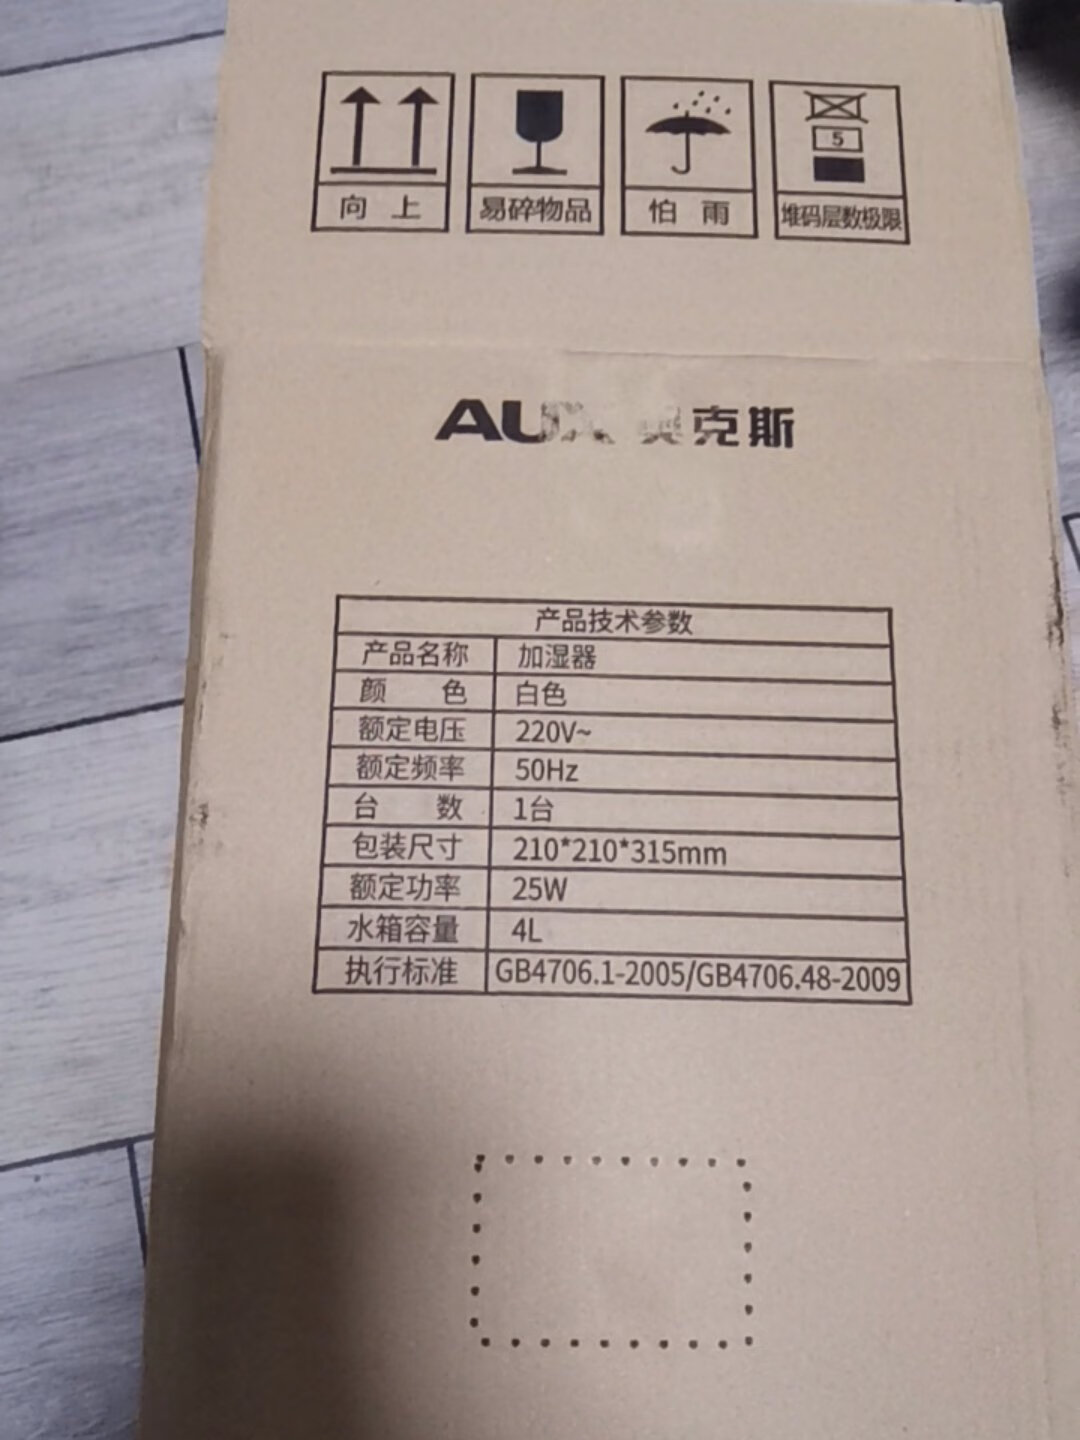 向上 易碎物品 怕雨 5 堆码层数极限
AUX 奥克斯
产品技术参数
产品名称 加湿器
颜色 白色
额定电压 220V~
额定频率 50Hz
台数 1台
包装尺寸 210*210*315mm
额定功率 25W
水箱容量 4L
执行标准 GB4706.1-2005/GB4706.48-2009